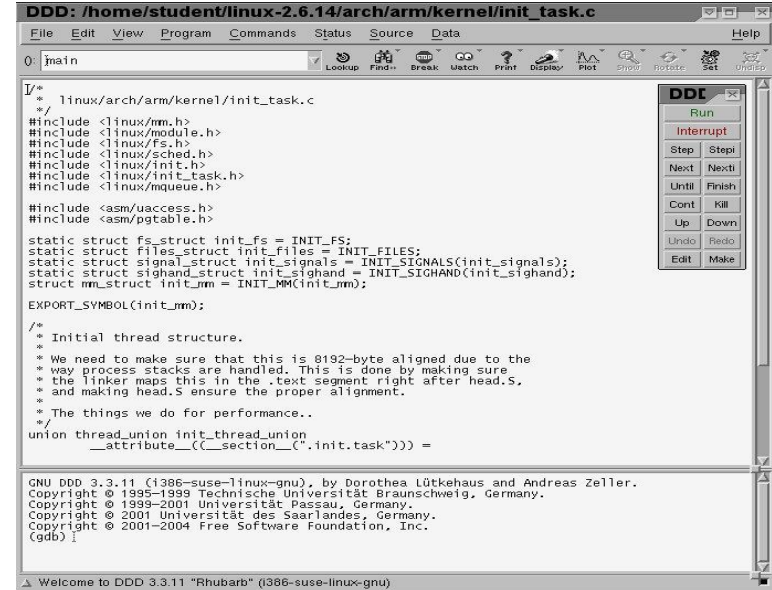 DDD: /home/student/linux-2.6.14/arch/arm/kernel/init_task.c
File Edit View Program Commands Status Source Data Help
0: main
Lookup Find» Break Watch Print Display Plot Show Rotate Set Undisp
/*
 *  linux/arch/arm/kernel/init_task.c
 */
#include <linux/mm.h>
#include <linux/module.h>
#include <linux/fs.h>
#include <linux/sched.h>
#include <linux/init.h>
#include <linux/init_task.h>
#include <linux/mqueue.h>
#include <asm/uaccess.h>
#include <asm/pgtable.h>
static struct fs_struct init_fs = INIT_FS;
static struct files_struct init_files = INIT_FILES;
static struct signal_struct init_signals = INIT_SIGNALS(init_signals);
static struct sighand_struct init_sighand = INIT_SIGHAND(init_sighand);
struct mm_struct init_mm = INIT_MM(init_mm);
EXPORT_SYMBOL(init_mm);
/*
 * Initial thread structure.
 *
 * We need to make sure that this is 8192-byte aligned due to the
 * way process stacks are handled. This is done by making sure
 * the linker maps this in the .text segment right after head.S,
 * and making head.S ensure the proper alignment.
 *
 * The things we do for performance..
 */
union thread_union init_thread_union
        __attribute__((__section__(".init.task"))) =
DDD
Run
Interrupt
Step Stepi
Next Nexti
Until Finish
Cont Kill
Up Down
Undo Redo
Edit Make
GNU DDD 3.3.11 (i386-suse-linux-gnu), by Dorothea Lütkehaus and Andreas Zeller.
Copyright © 1995-1999 Technische Universität Braunschweig, Germany.
Copyright © 1999-2001 Universität Passau, Germany.
Copyright © 2001 Universität des Saarlandes, Germany.
Copyright © 2001-2004 Free Software Foundation, Inc.
(gdb)
Welcome to DDD 3.3.11 "Rhubarb" (i386-suse-linux-gnu)